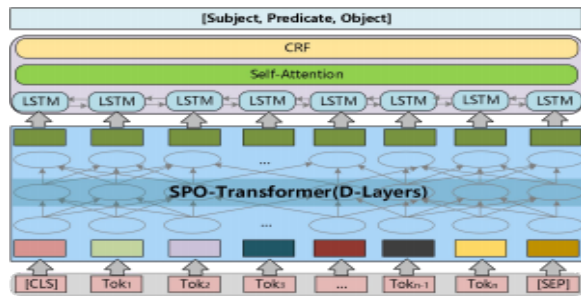 [Subject, Predicate, Object]
CRF
Self-Attention
LSTM LSTM LSTM LSTM LSTM LSTM LSTM LSTM
...
SPO-Transformer(D-Layers)
...
[CLS] Tok1 Tok2 Tok3 ... Tokn-1 Tokn [SEP]